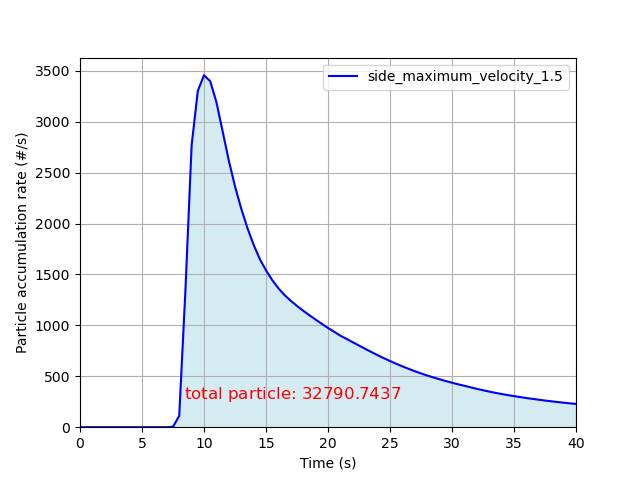 side_maximum_velocity_1.5
3500
3000
2500
2000
1500
1000
500
0
Particle accumulation rate (#/s)
total particle: 32790.7437
0 5 10 15 20 25 30 35 40
Time (s)